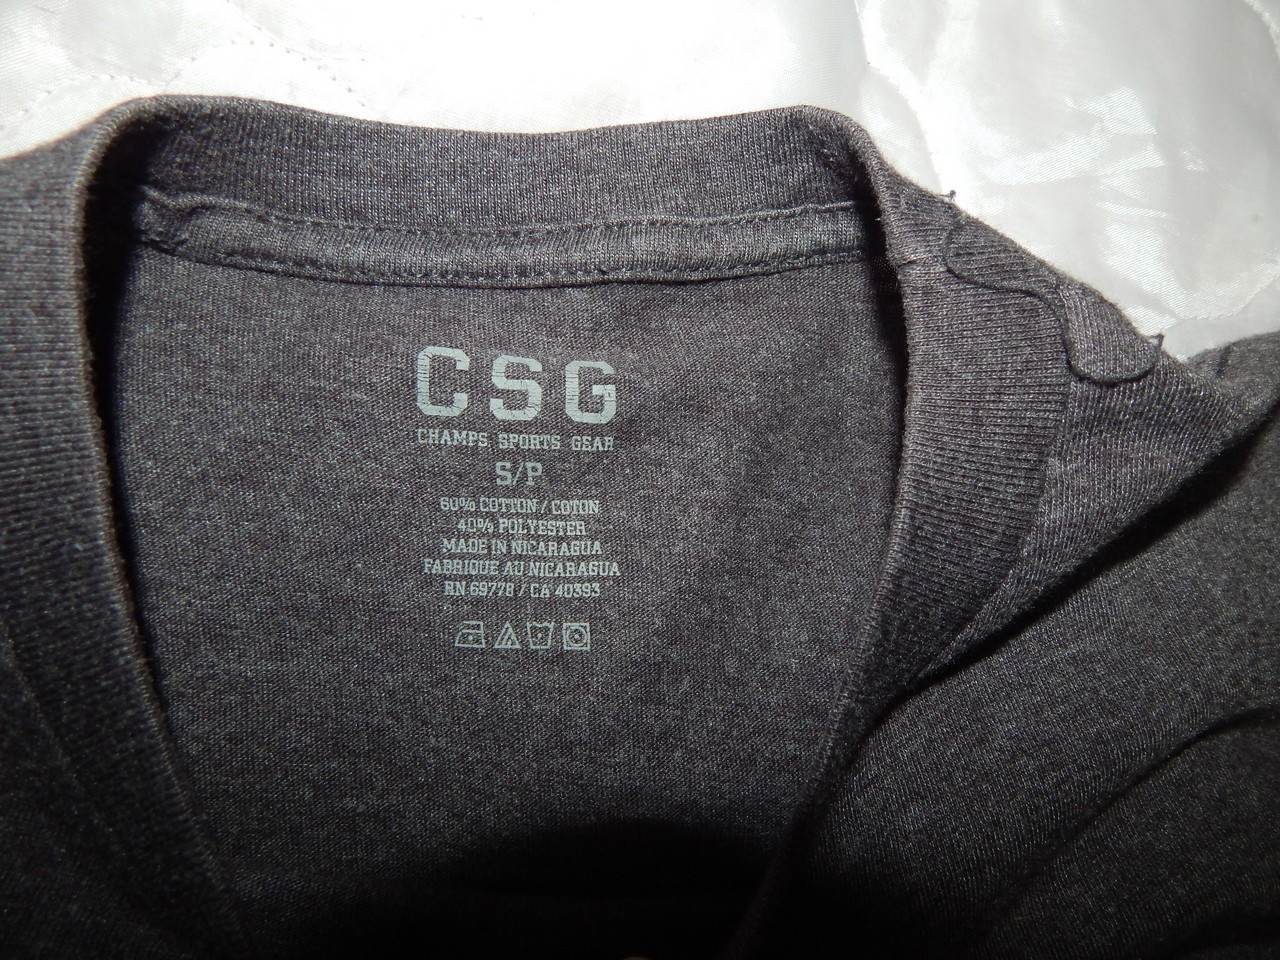 CSG
CHAMPS SPORTS GEAR
S/P
60% COTTON / COTON
40% POLYESTER
MADE IN NICARAGUA
FABRIQUE AU NICARAGUA
RN 69778 / CA 40393